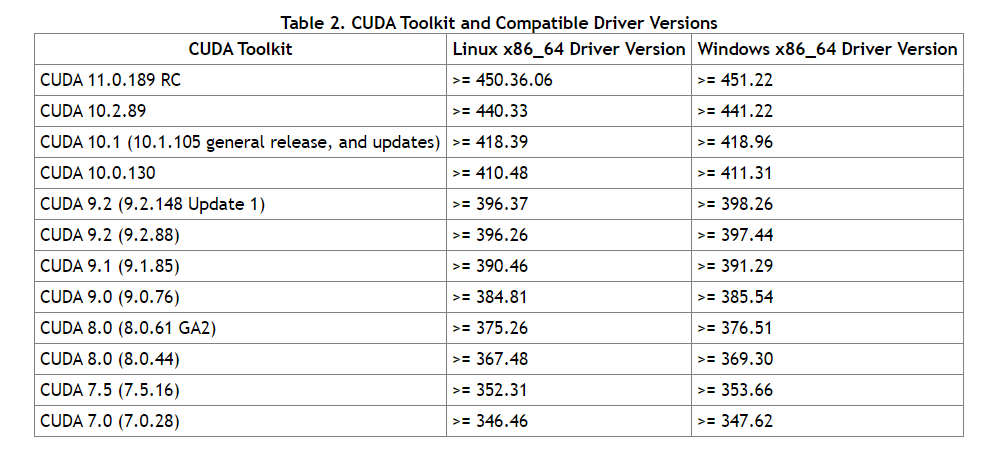 Table 2. CUDA Toolkit and Compatible Driver Versions
CUDA Toolkit Linux x86_64 Driver Version Windows x86_64 Driver Version
CUDA 11.0.189 RC >= 450.36.06 >= 451.22
CUDA 10.2.89 >= 440.33 >= 441.22
CUDA 10.1 (10.1.105 general release, and updates) >= 418.39 >= 418.96
CUDA 10.0.130 >= 410.48 >= 411.31
CUDA 9.2 (9.2.148 Update 1) >= 396.37 >= 398.26
CUDA 9.2 (9.2.88) >= 396.26 >= 397.44
CUDA 9.1 (9.1.85) >= 390.46 >= 391.29
CUDA 9.0 (9.0.76) >= 384.81 >= 385.54
CUDA 8.0 (8.0.61 GA2) >= 375.26 >= 376.51
CUDA 8.0 (8.0.44) >= 367.48 >= 369.30
CUDA 7.5 (7.5.16) >= 352.31 >= 353.66
CUDA 7.0 (7.0.28) >= 346.46 >= 347.62